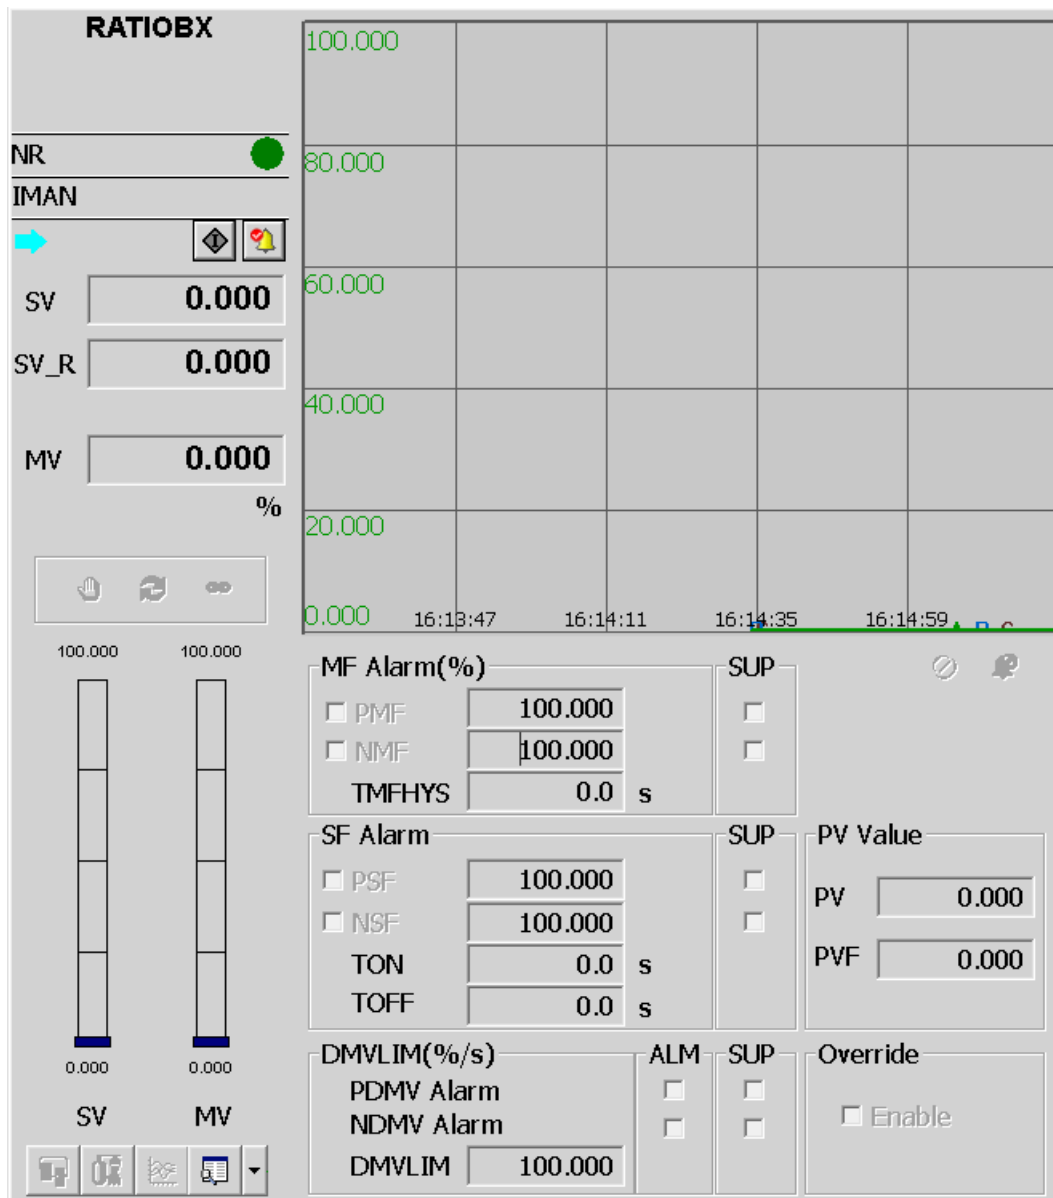 RATIOBX
NR
IMAN
SV 0.000
SV_R 0.000
MV 0.000
%
100.000 100.000
0.000 0.000
SV MV
100.000
80.000
60.000
40.000
20.000
0.000
16:13:47 16:14:11 16:14:35 16:14:59
MF Alarm(%) SUP
PMF 100.000
NMF 100.000
TMFHYS 0.0 s
SF Alarm SUP
PSF 100.000
NSF 100.000
TON 0.0 s
TOFF 0.0 s
PV Value
PV 0.000
PVF 0.000
DMVLIM(%/s) ALM SUP
PDMV Alarm
NDMV Alarm
DMVLIM 100.000
Override
Enable